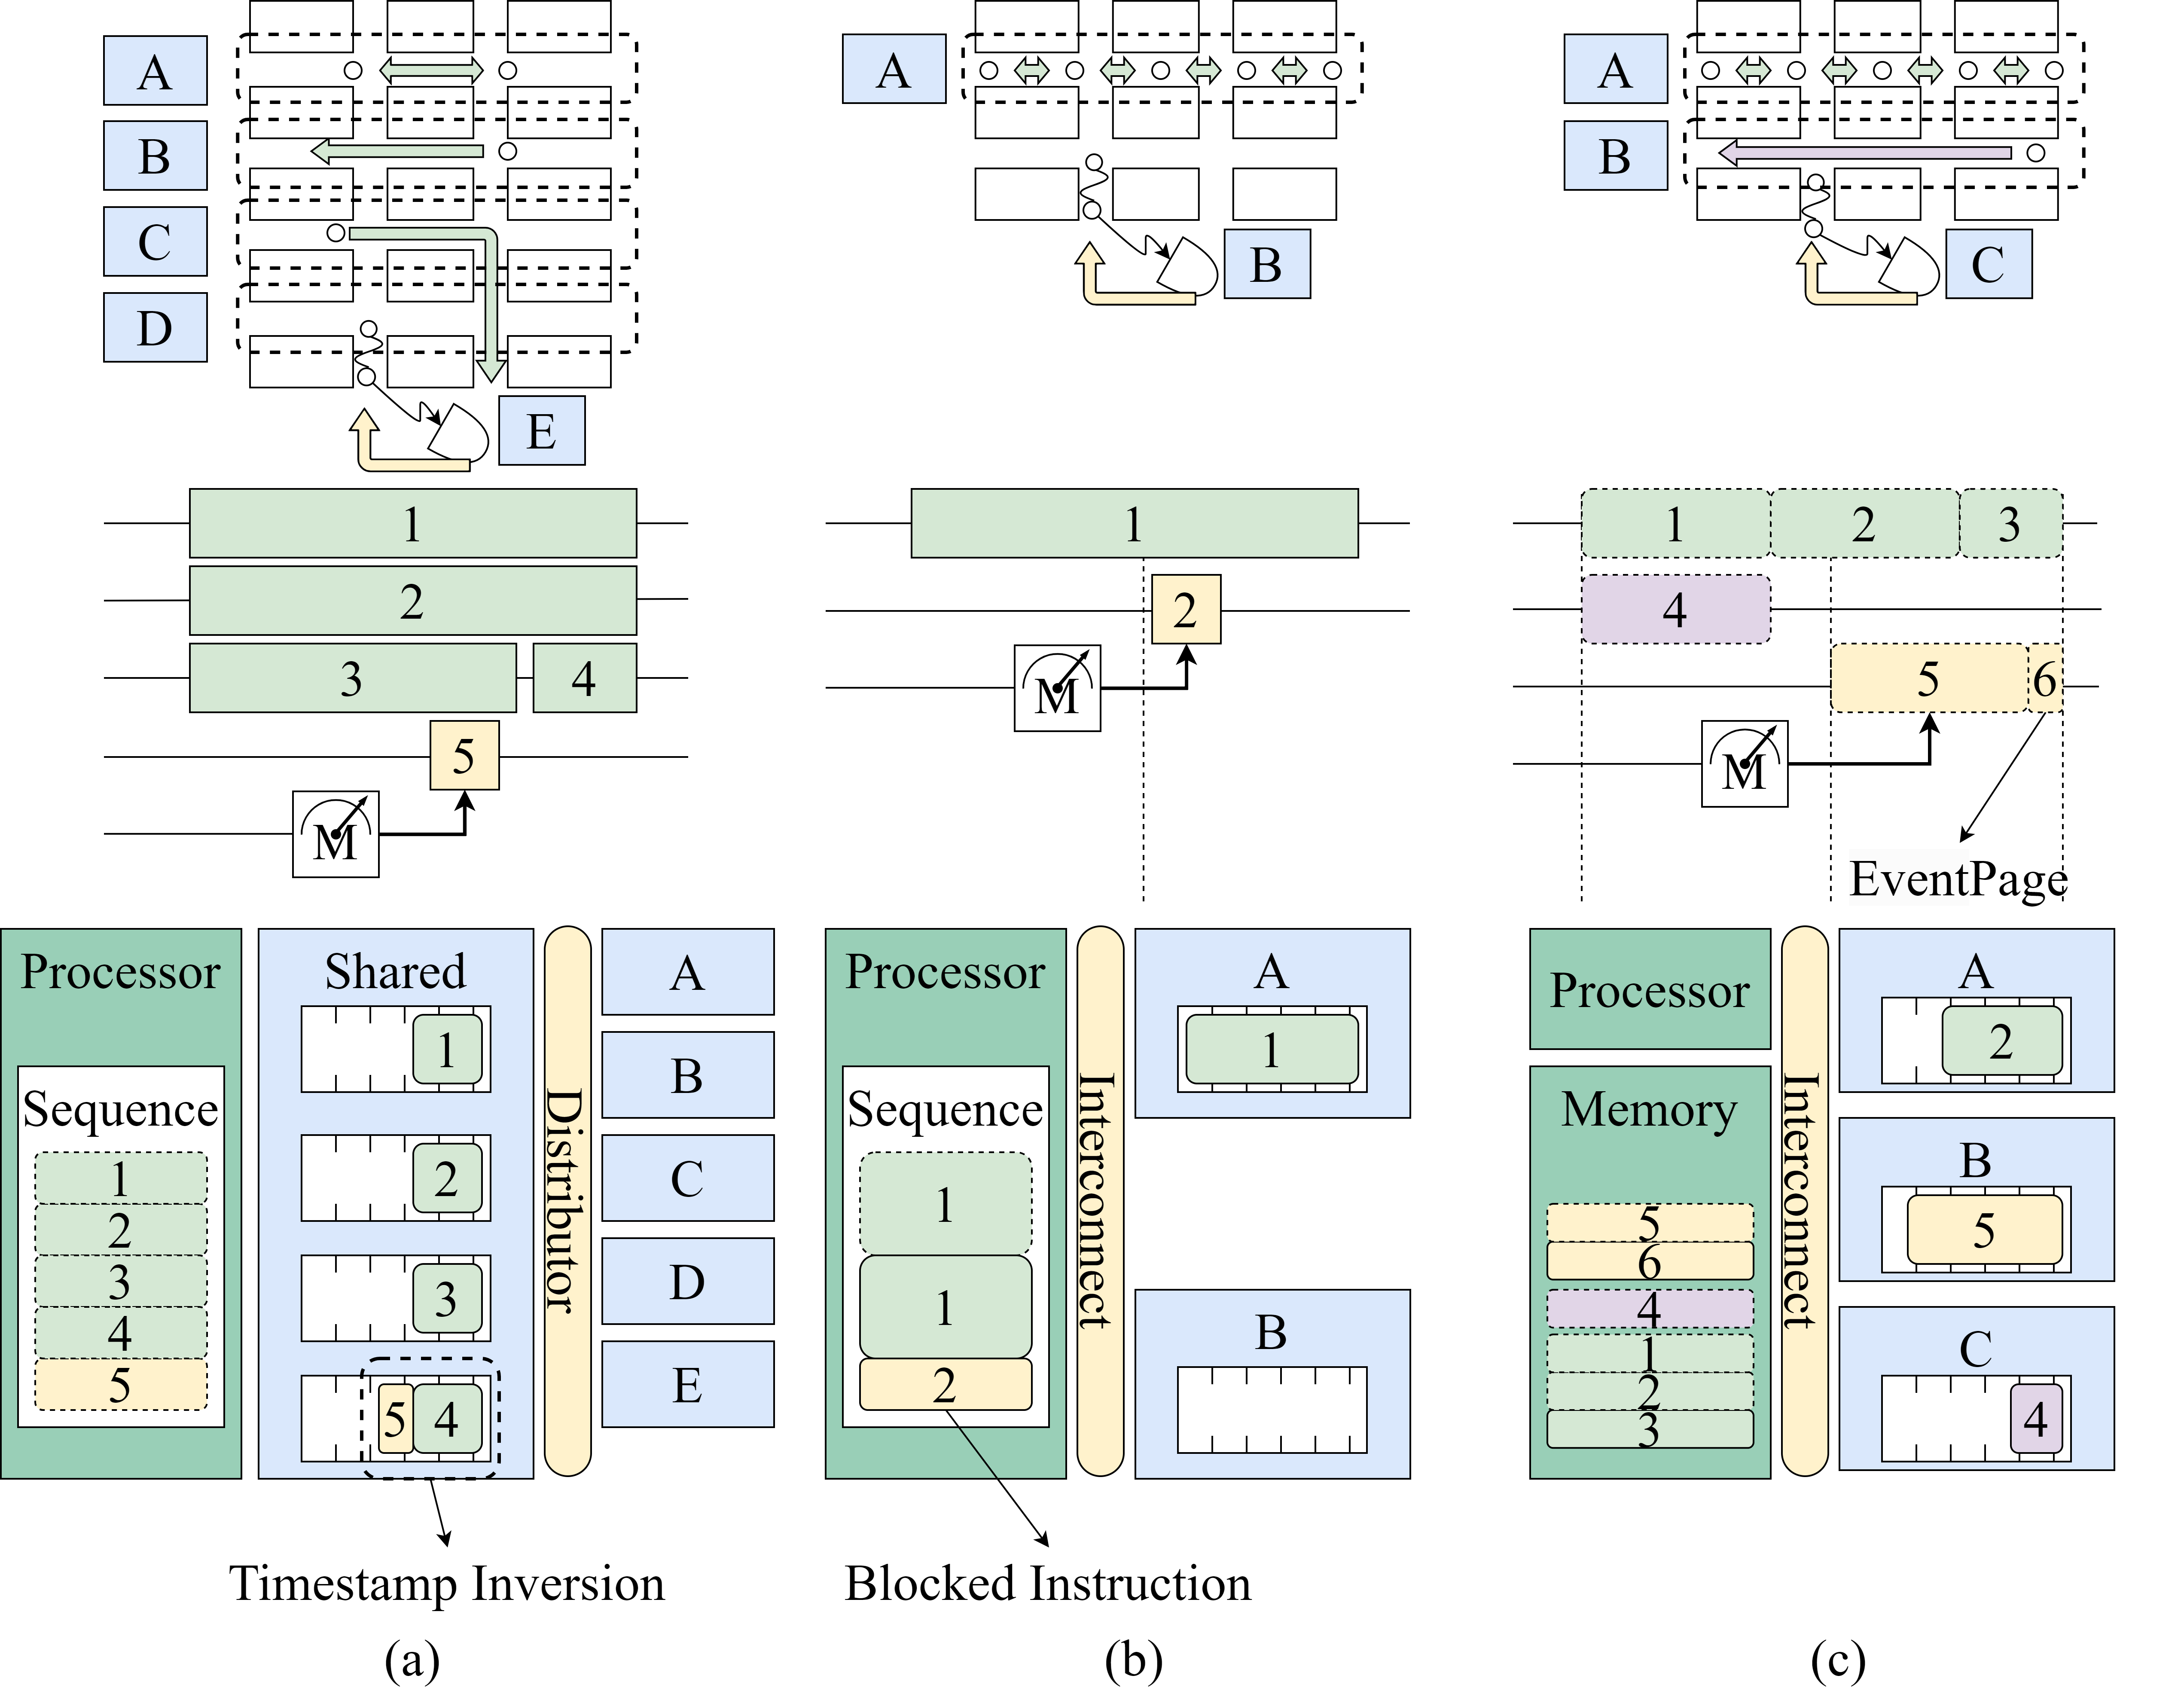 A
B
C
D
E
1
2
3
4
5
M
Processor
Sequence
1
2
3
4
5
Shared
1
2
3
5
4
Distributor
A
B
C
D
E
Timestamp Inversion
(a)
A
B
1
2
M
Processor
Sequence
1
1
2
Interconnect
A
1
B
Blocked Instruction
(b)
A
B
C
1
2
3
4
5
6
M
EventPage
Processor
Memory
5
6
4
1
2
3
Interconnect
A
2
B
5
C
4
(c)